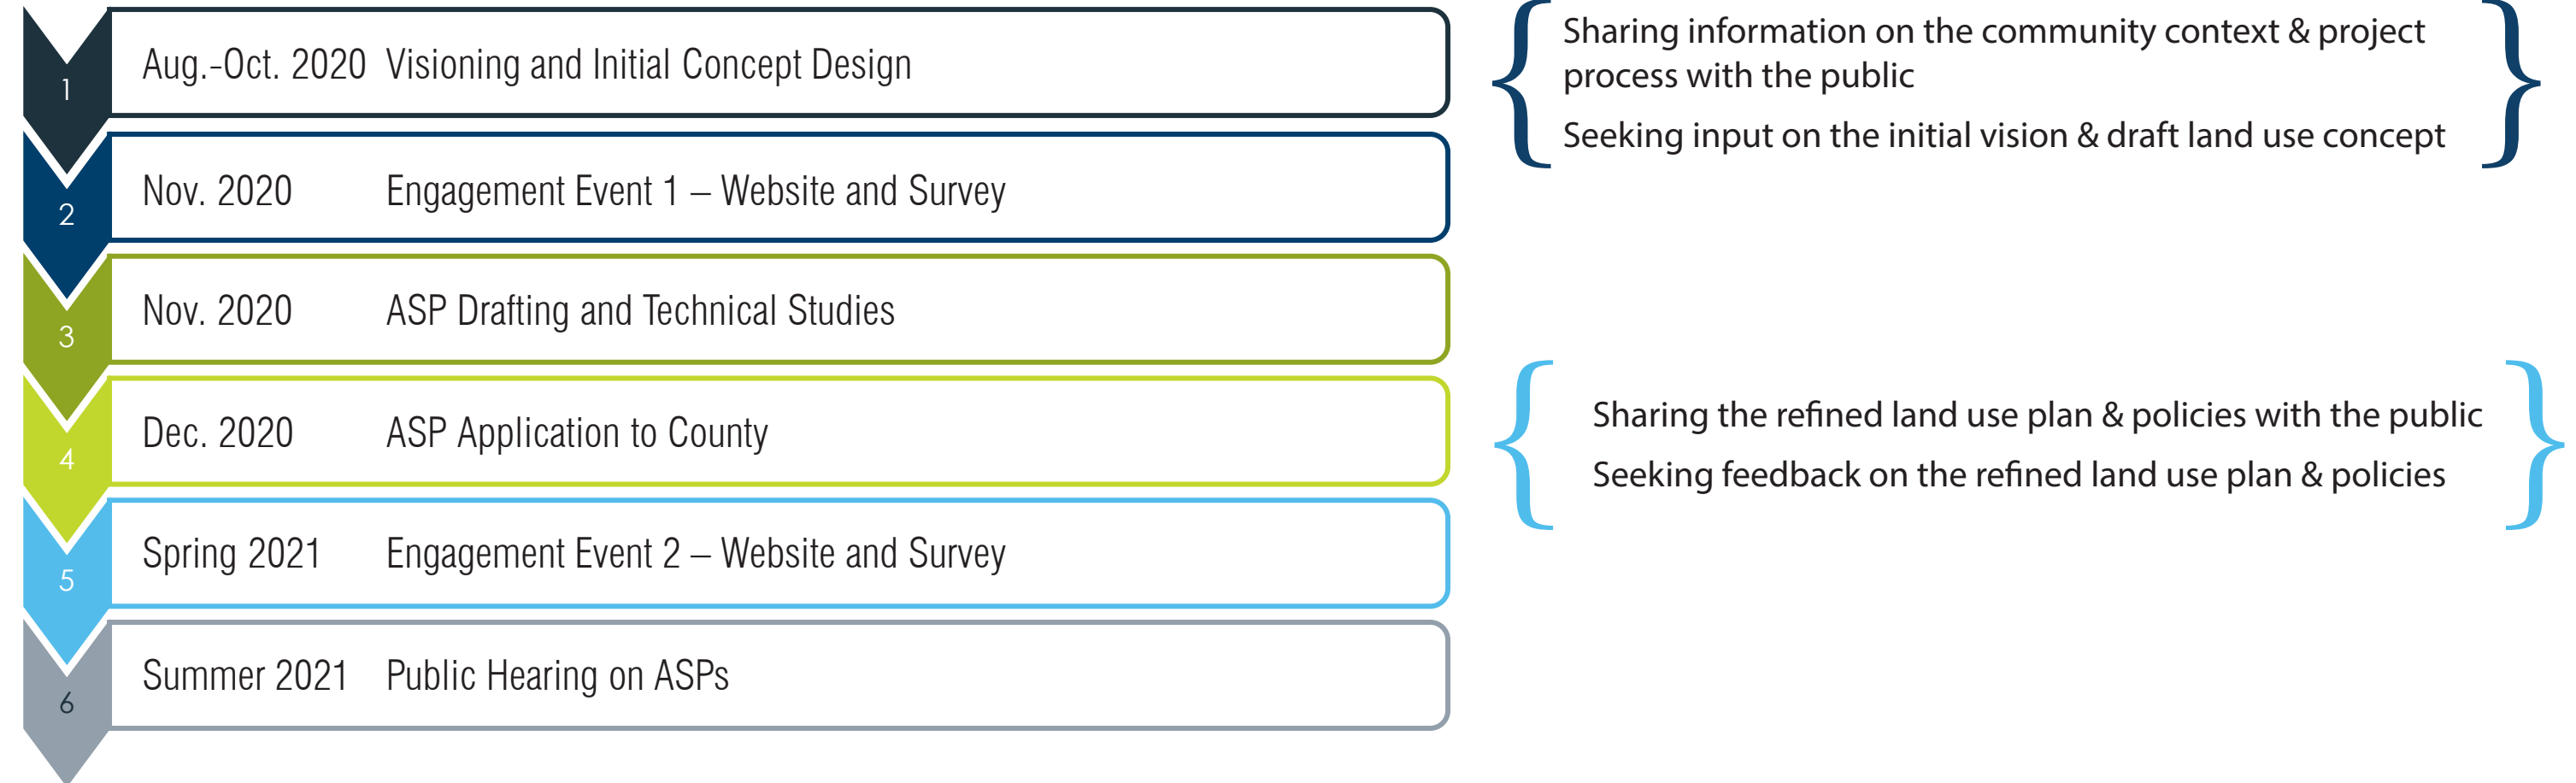 1
Aug.-Oct. 2020 Visioning and Initial Concept Design
2
Nov. 2020 Engagement Event 1 – Website and Survey
3
Nov. 2020 ASP Drafting and Technical Studies
4
Dec. 2020 ASP Application to County
5
Spring 2021 Engagement Event 2 – Website and Survey
6
Summer 2021 Public Hearing on ASPs
Sharing information on the community context & project
process with the public
Seeking input on the initial vision & draft land use concept
Sharing the refined land use plan & policies with the public
Seeking feedback on the refined land use plan & policies